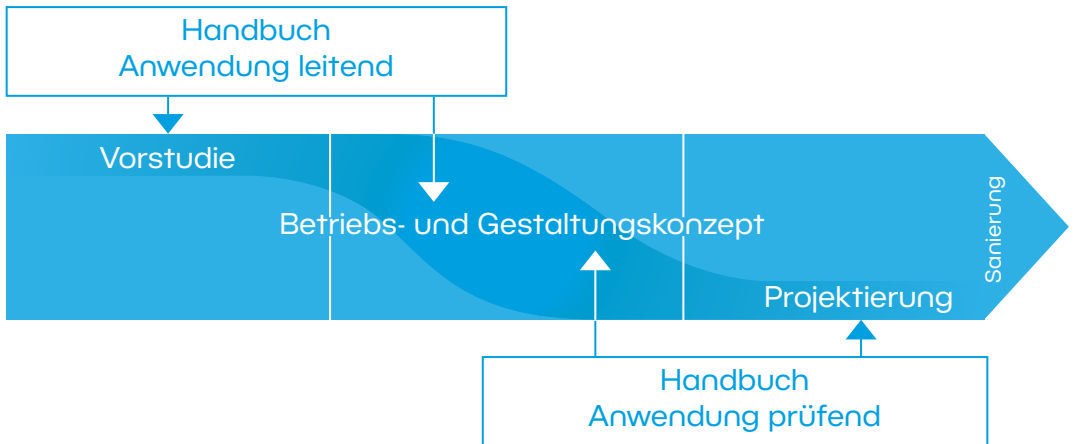 Handbuch
Anwendung leitend
Vorstudie
Betriebs- und Gestaltungskonzept
Projektierung
Sanierung
Handbuch
Anwendung prüfend